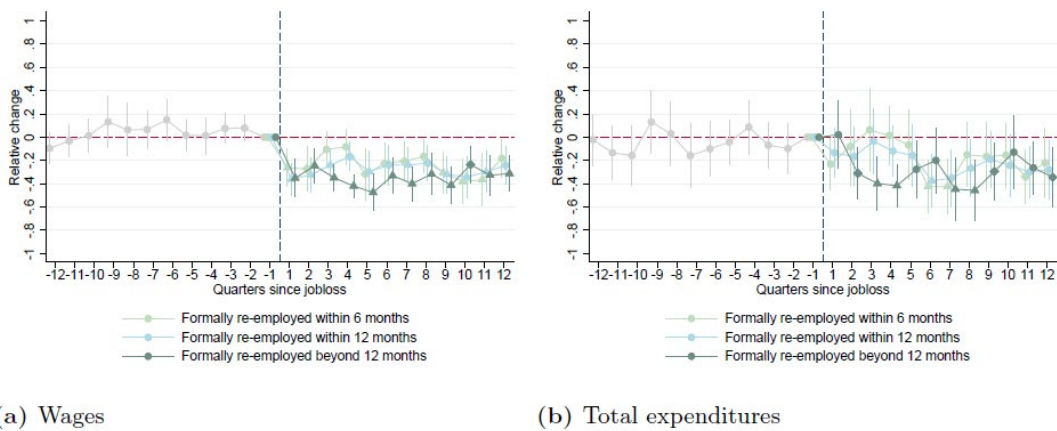 1
.8
.6
.4
.2
0
-.2
-.4
-.6
-.8
-1
Relative change
-12-11-10 -9 -8 -7 -6 -5 -4 -3 -2 -1 1 2 3 4 5 6 7 8 9 10 11 12
Quarters since jobloss
Formally re-employed within 6 months
Formally re-employed within 12 months
Formally re-employed beyond 12 months
(a) Wages
1
.8
.6
.4
.2
0
-.2
-.4
-.6
-.8
-1
Relative change
-12-11-10 -9 -8 -7 -6 -5 -4 -3 -2 -1 1 2 3 4 5 6 7 8 9 10 11 12
Quarters since jobloss
Formally re-employed within 6 months
Formally re-employed within 12 months
Formally re-employed beyond 12 months
(b) Total expenditures